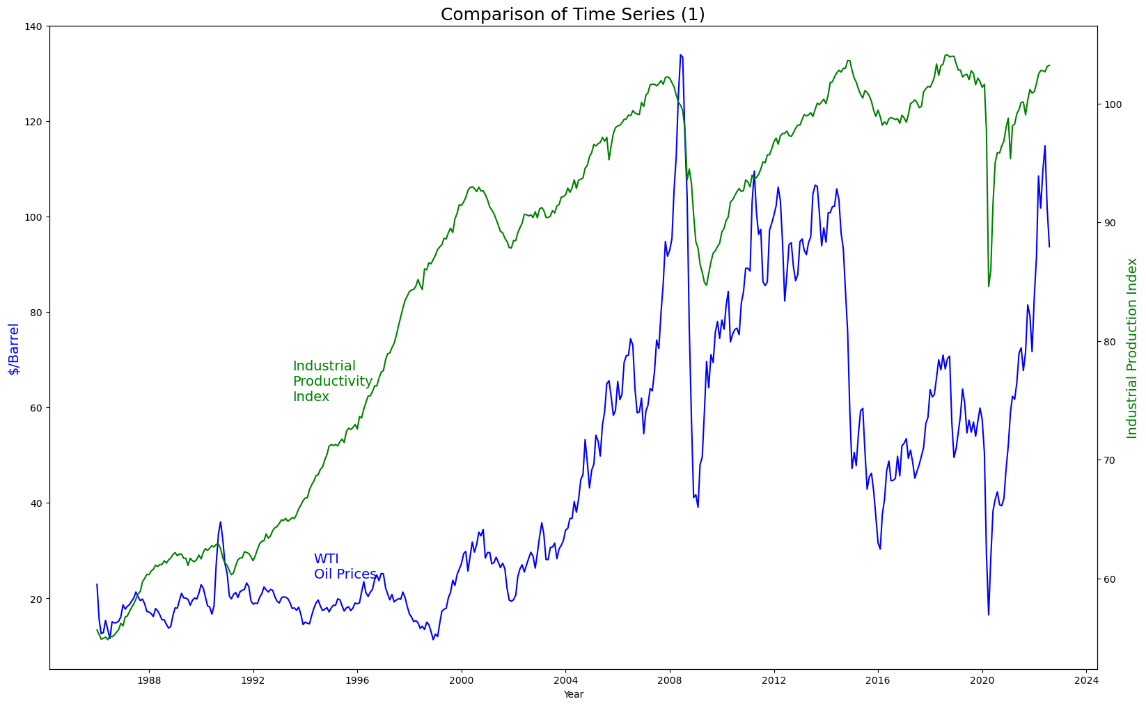 Comparison of Time Series (1)
140
120
100
80
60
40
20
$/Barrel
100
90
80
70
60
Industrial Production Index
Industrial
Productivity
Index
WTI
Oil Prices
1988 1992 1996 2000 2004 2008 2012 2016 2020 2024
Year